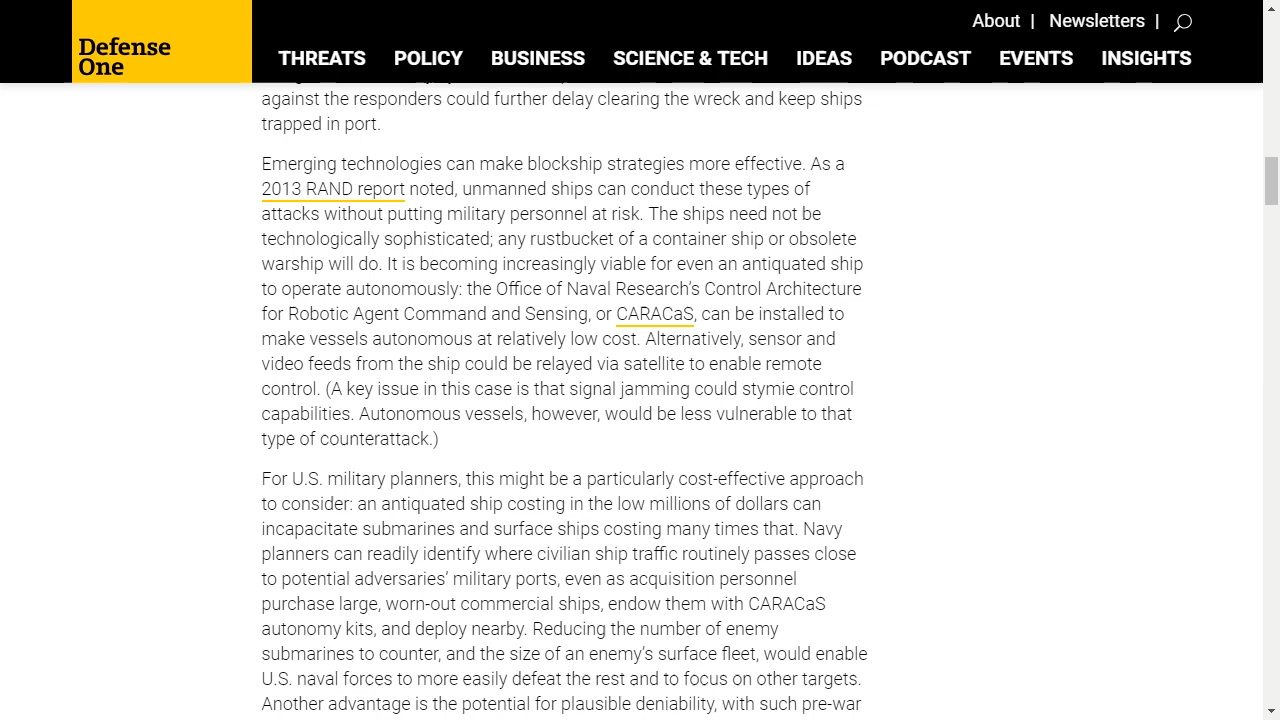 About | Newsletters |
Defense
One
THREATS POLICY BUSINESS SCIENCE & TECH IDEAS PODCAST EVENTS INSIGHTS
against the responders could further delay clearing the wreck and keep ships
trapped in port.
Emerging technologies can make blockship strategies more effective. As a
2013 RAND report noted, unmanned ships can conduct these types of
attacks without putting military personnel at risk. The ships need not be
technologically sophisticated; any rustbucket of a container ship or obsolete
warship will do. It is becoming increasingly viable for even an antiquated ship
to operate autonomously: the Office of Naval Research’s Control Architecture
for Robotic Agent Command and Sensing, or CARACaS, can be installed to
make vessels autonomous at relatively low cost. Alternatively, sensor and
video feeds from the ship could be relayed via satellite to enable remote
control. (A key issue in this case is that signal jamming could stymie control
capabilities. Autonomous vessels, however, would be less vulnerable to that
type of counterattack.)
For U.S. military planners, this might be a particularly cost-effective approach
to consider: an antiquated ship costing in the low millions of dollars can
incapacitate submarines and surface ships costing many times that. Navy
planners can readily identify where civilian ship traffic routinely passes close
to potential adversaries’ military ports, even as acquisition personnel
purchase large, worn-out commercial ships, endow them with CARACaS
autonomy kits, and deploy nearby. Reducing the number of enemy
submarines to counter, and the size of an enemy’s surface fleet, would enable
U.S. naval forces to more easily defeat the rest and to focus on other targets.
Another advantage is the potential for plausible deniability, with such pre-war